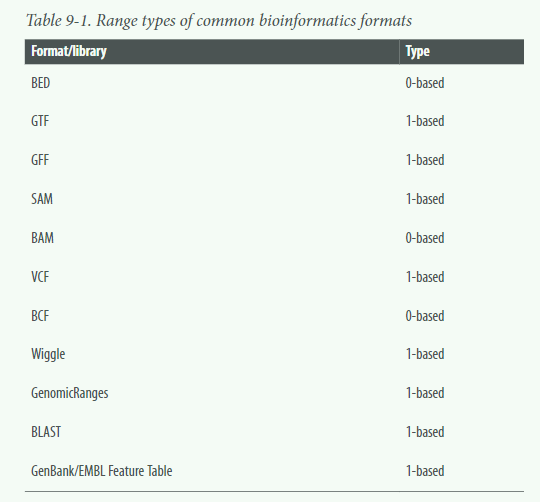 Table 9-1. Range types of common bioinformatics formats
Format/library Type
BED 0-based
GTF 1-based
GFF 1-based
SAM 1-based
BAM 0-based
VCF 1-based
BCF 0-based
Wiggle 1-based
GenomicRanges 1-based
BLAST 1-based
GenBank/EMBL Feature Table 1-based